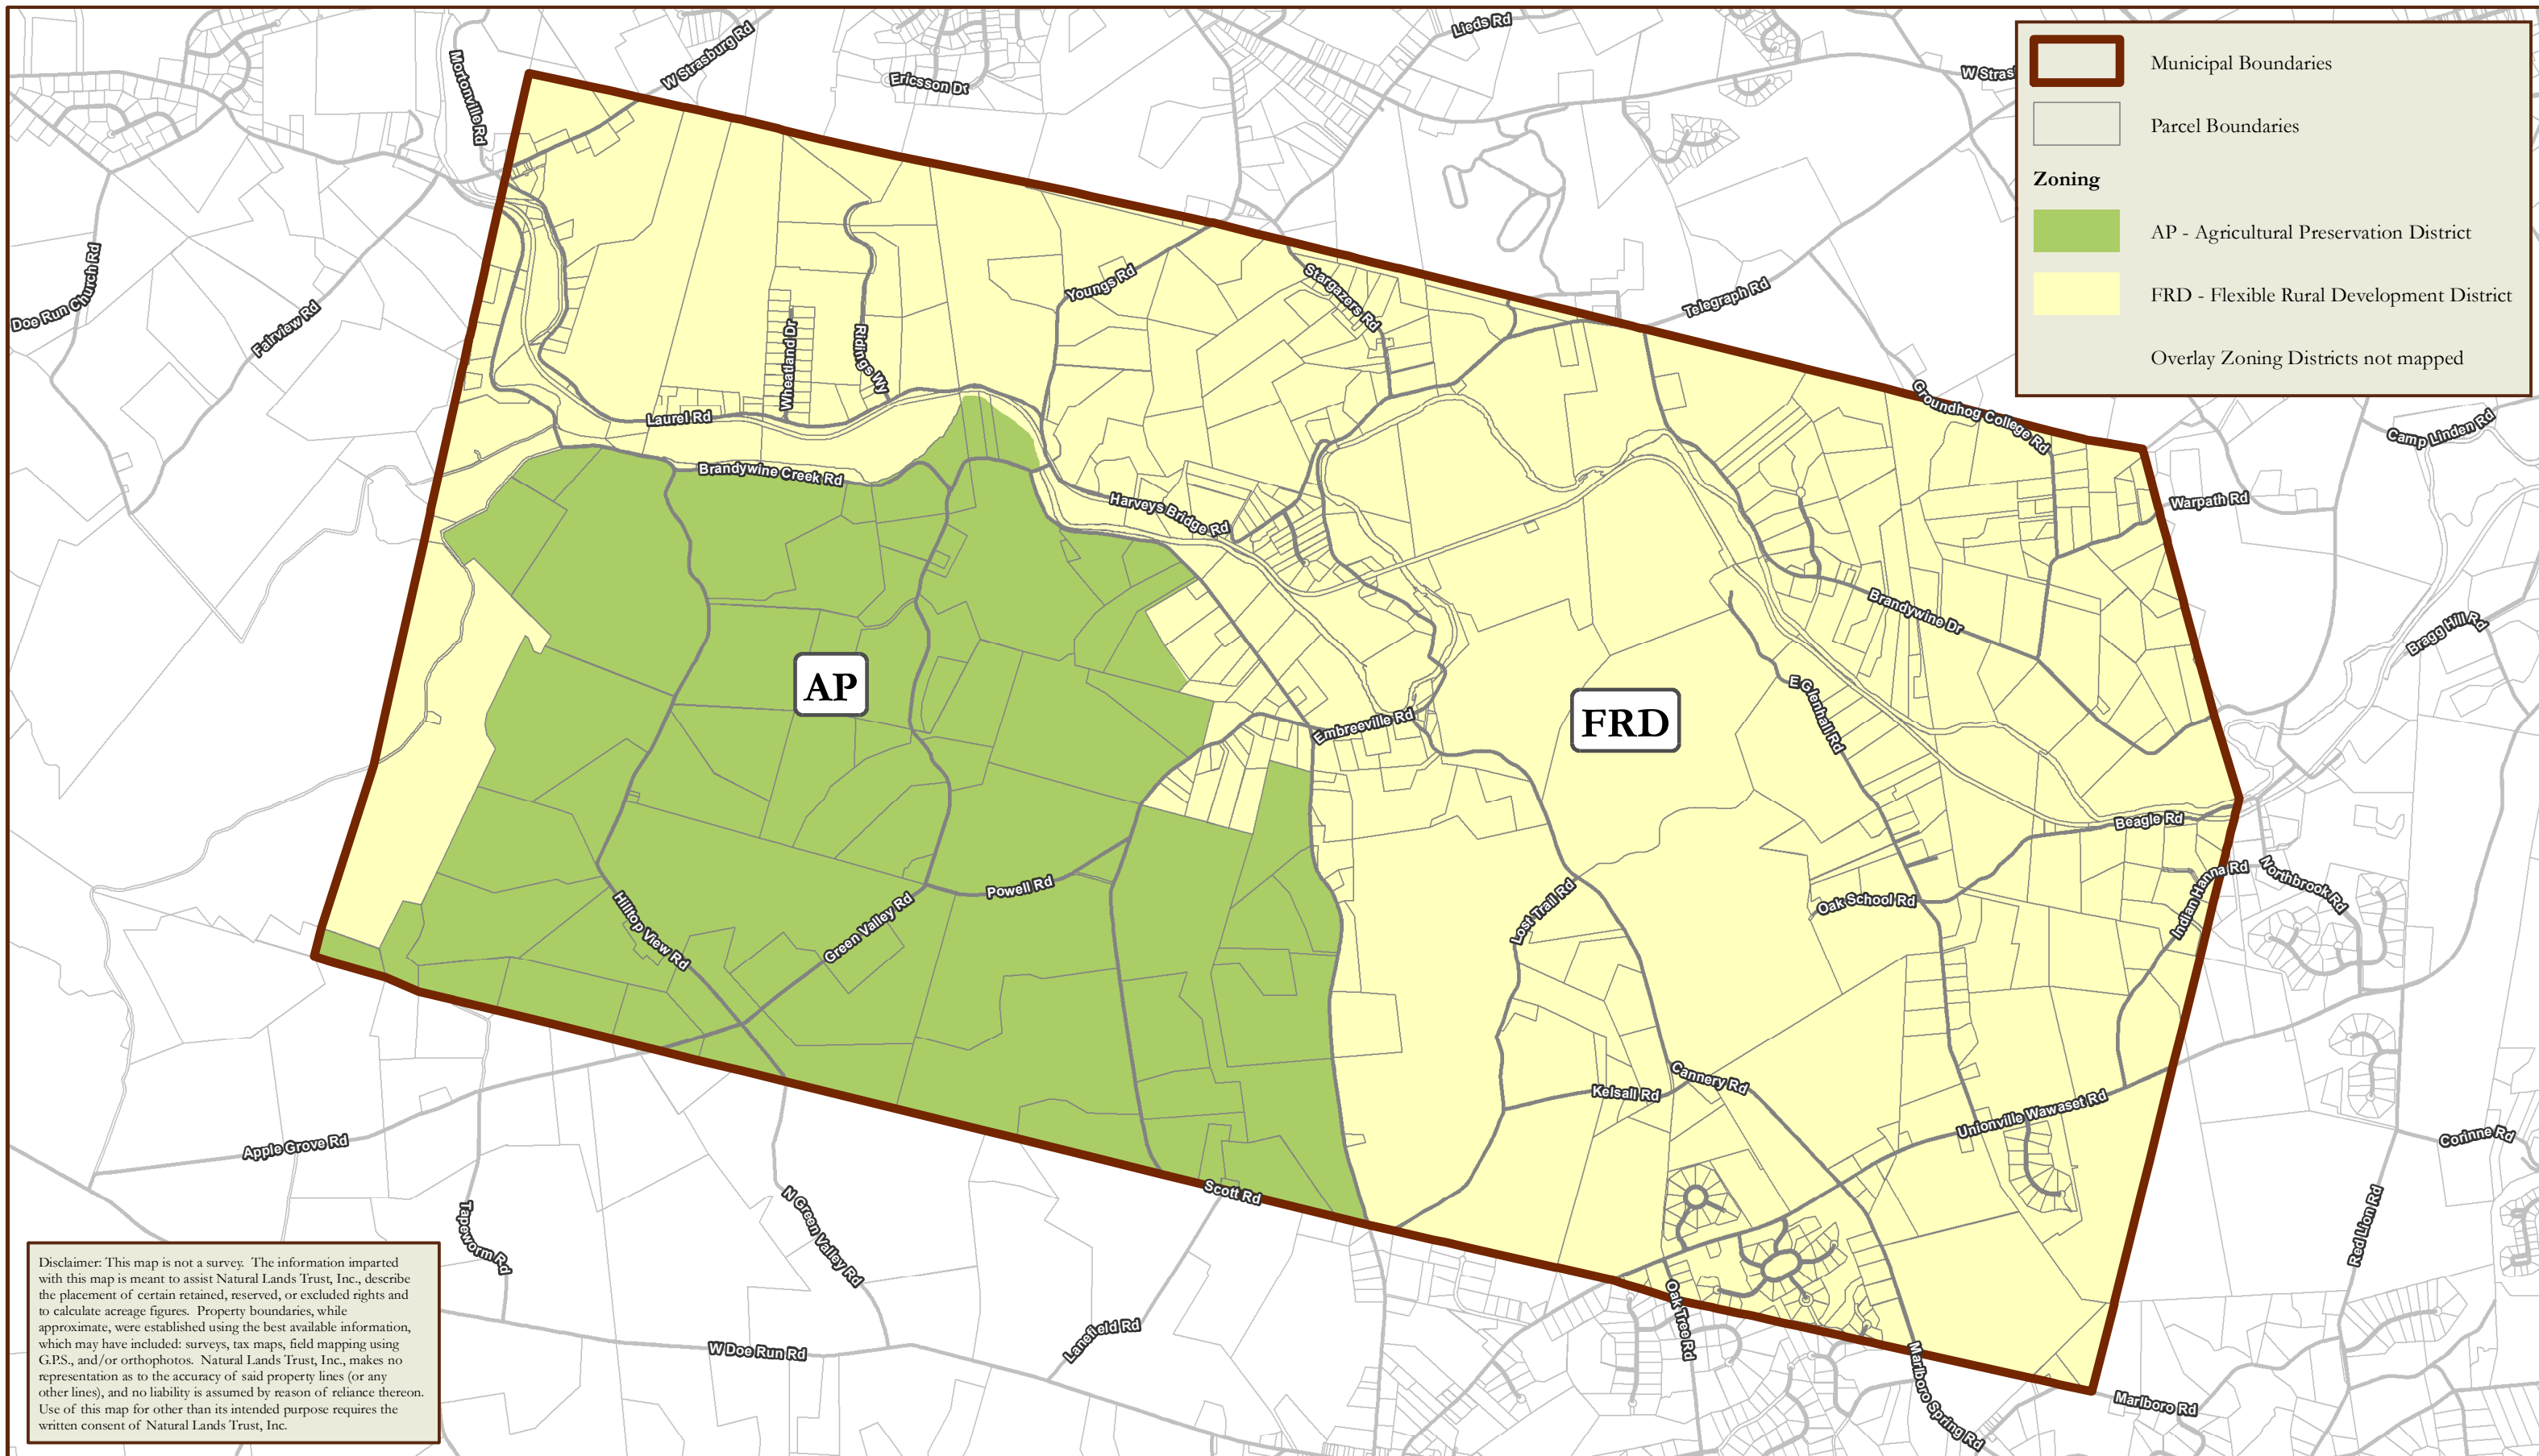 Municipal Boundaries
Parcel Boundaries
Zoning
AP - Agricultural Preservation District
FRD - Flexible Rural Development District
Overlay Zoning Districts not mapped
Lieds Rd
W Strasburg Rd
Mortonville Rd
Ericsson Dr
W Stras
Doe Run Church Rd
Fairview Rd
Youngs Rd
Stargazers Rd
Telegraph Rd
Wheatland Dr
Ridings Wy
Laurel Rd
Groundhog College Rd
Camp Linden Rd
Brandywine Creek Rd
Harveys Bridge Rd
Warpath Rd
Brandywine Dr
Bragg Hill Rd
AP
FRD
E Glenhall Rd
Embreeville Rd
Beagle Rd
Indian Hanna Rd
Northbrook Rd
Powell Rd
Oak School Rd
Hilltop View Rd
Green Valley Rd
Lost Trail Rd
Kelsall Rd
Cannery Rd
Unionville Wawaset Rd
Corinne Rd
Apple Grove Rd
Scott Rd
Tapeworm Rd
N Green Valley Rd
Red Lion Rd
Lanefield Rd
W Doe Run Rd
Oak Tree Rd
Marlboro Spring Rd
Marlboro Rd
Disclaimer: This map is not a survey. The information imparted
with this map is meant to assist Natural Lands Trust, Inc., describe
the placement of certain retained, reserved, or excluded rights and
to calculate acreage figures. Property boundaries, while
approximate, were established using the best available information,
which may have included: surveys, tax maps, field mapping using
G.P.S., and/or orthophotos. Natural Lands Trust, Inc., makes no
representation as to the accuracy of said property lines (or any
other lines), and no liability is assumed by reason of reliance thereon.
Use of this map for other than its intended purpose requires the
written consent of Natural Lands Trust, Inc.